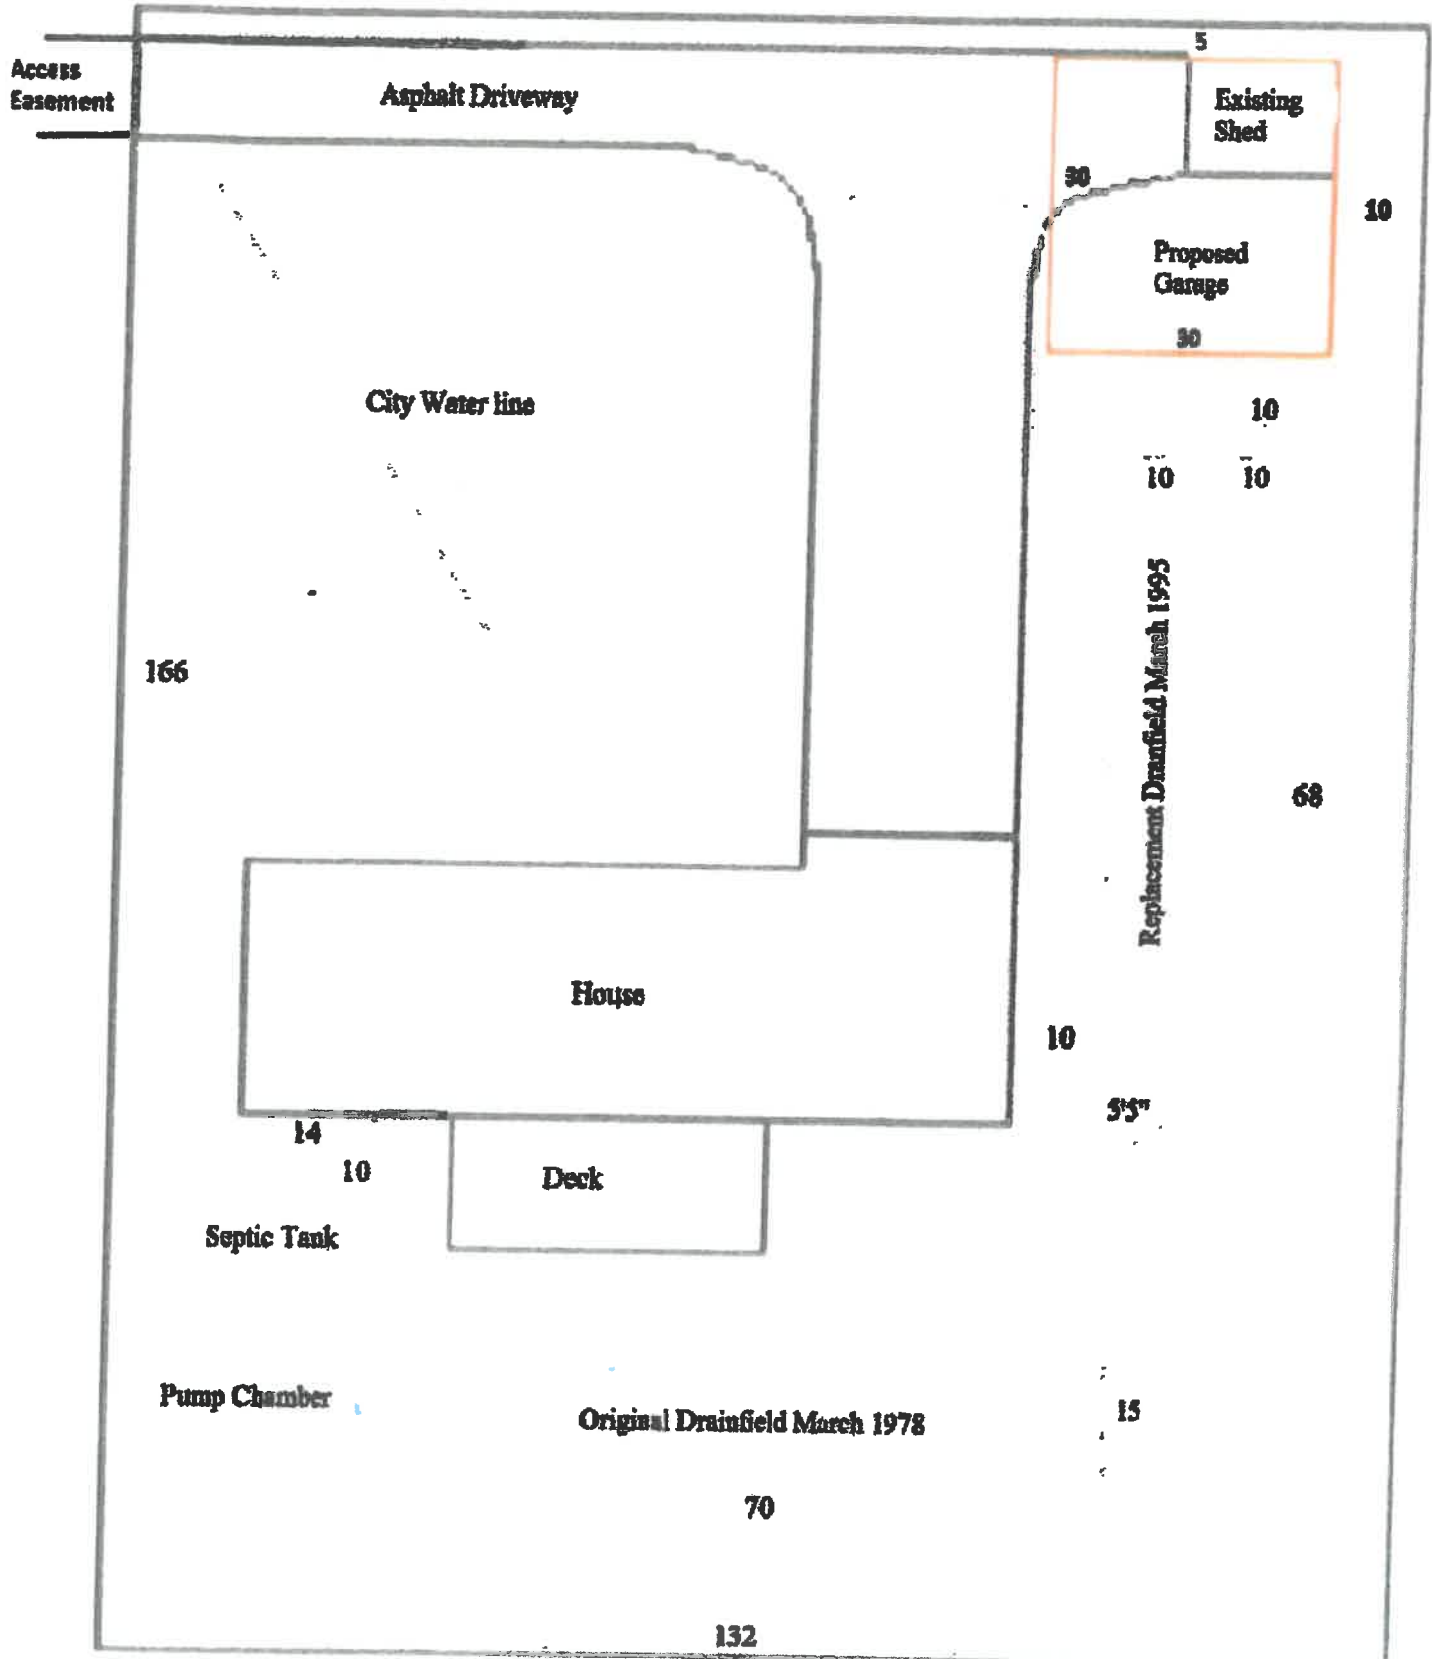 5
Access
Easement
Asphalt Driveway
Existing
Shed
30
10
Proposed
Garage
30
City Water line
10
10 10
Replacement Dranfield March 1995
166
68
House
10
5'5"
14
10
Deck
Septic Tank
Pump Chamber
Original Drainfield March 1978
15
70
132